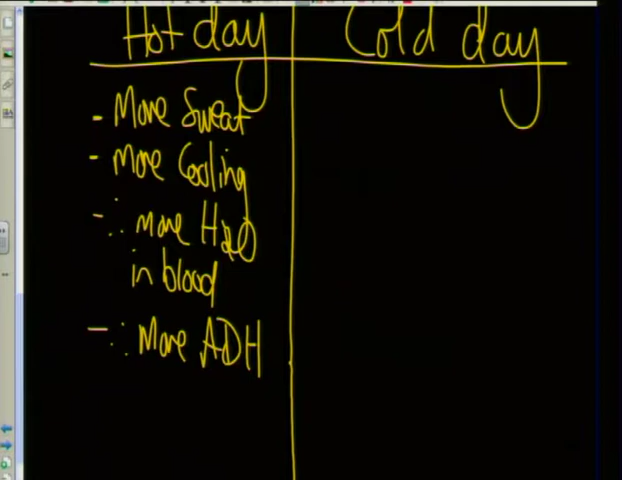 Hot day
Cold day
- More Sweat
- More Cooling
- ∴ more H2O
in blood
- ∴ More ADH